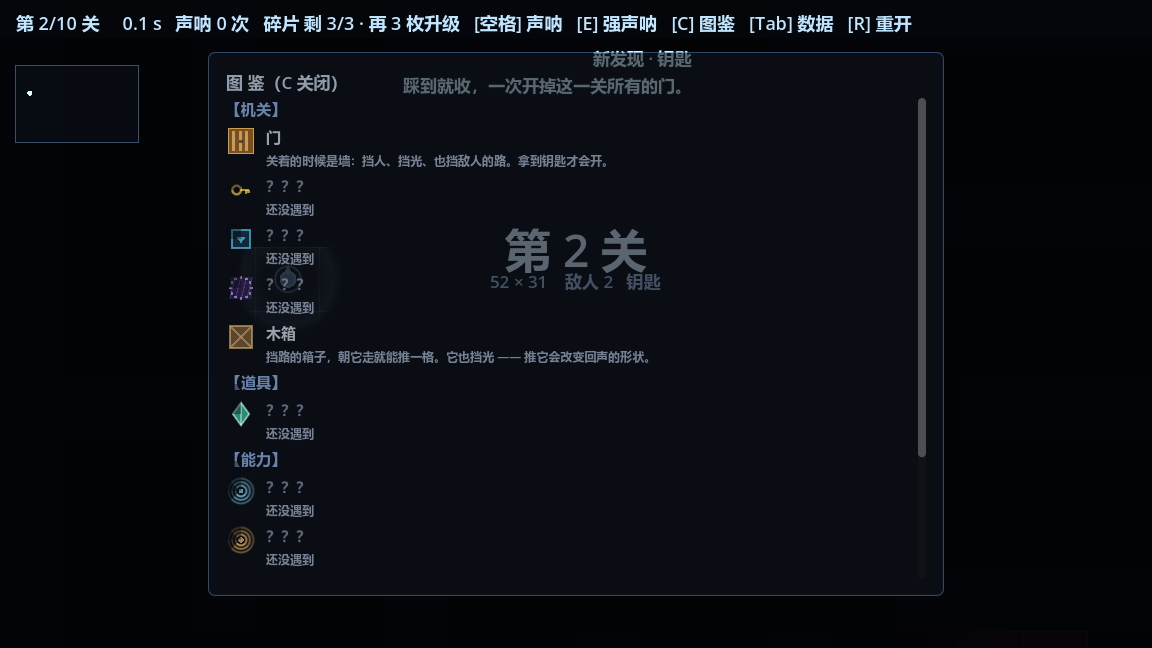 第 2/10 关 0.1 s 声呐 0 次 碎片 剩 3/3 · 再 3 枚升级 [空格] 声呐 [E] 强声呐 [C] 图鉴 [Tab] 数据 [R] 重开
新发现 · 钥匙
图 鉴（C 关闭）
踩到就收，一次开掉这一关所有的门。
【机关】
门
关着的时候是墙：挡人、挡光、也挡敌人的路。拿到钥匙才会开。
？？？
还没遇到
？？？
还没遇到
第 2 关
52 × 31 敌人 2 钥匙
？？？
还没遇到
木箱
挡路的箱子，朝它走就能推一格。它也挡光 —— 推它会改变回声的形状。
【道具】
？？？
还没遇到
【能力】
？？？
还没遇到
？？？
还没遇到